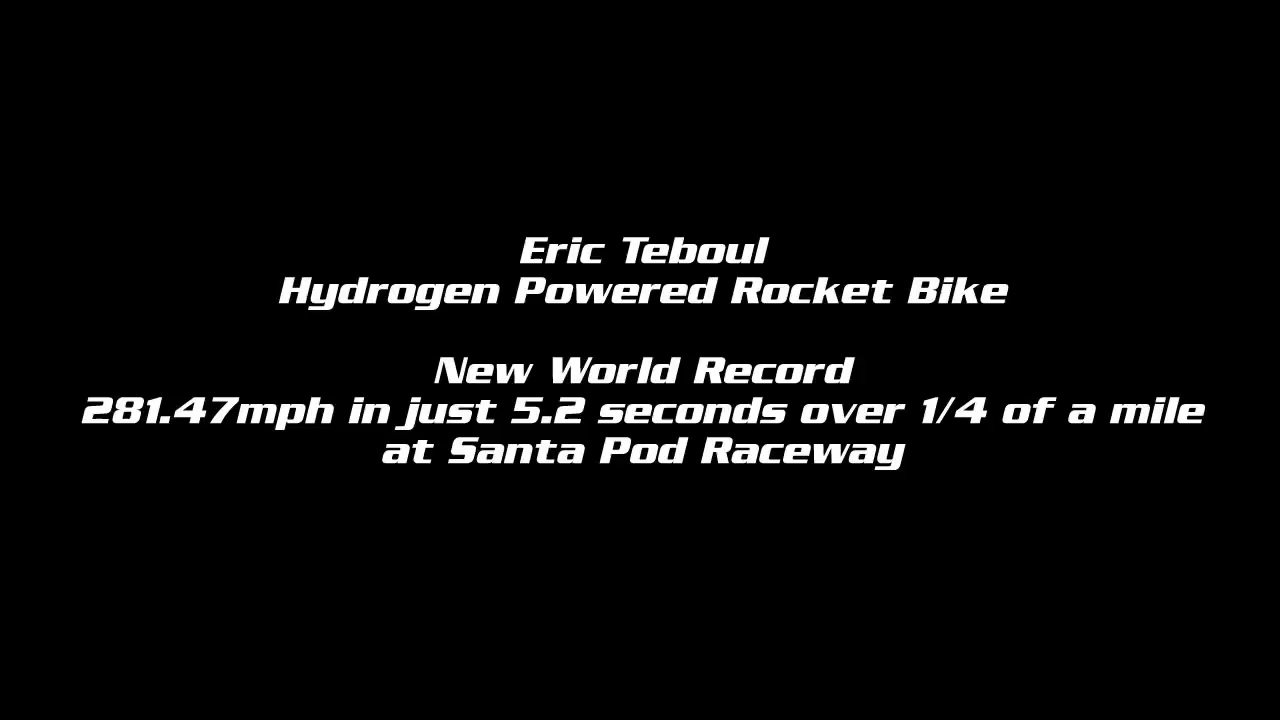 Eric Teboul
Hydrogen Powered Rocket Bike
New World Record
281.47mph in just 5.2 seconds over 1/4 of a mile
at Santa Pod Raceway